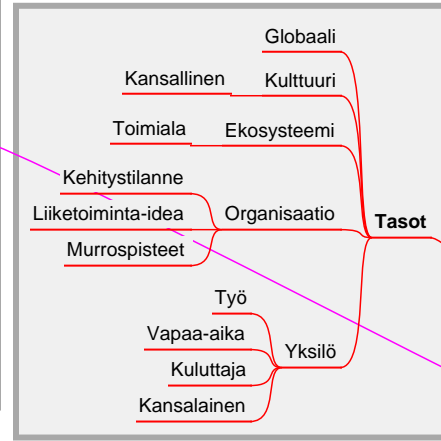 Globaali
Kansallinen Kulttuuri
Toimiala Ekosysteemi
Kehitystilanne
Liiketoiminta-idea Organisaatio Tasot
Murrospisteet
Työ
Vapaa-aika Yksilö
Kuluttaja
Kansalainen